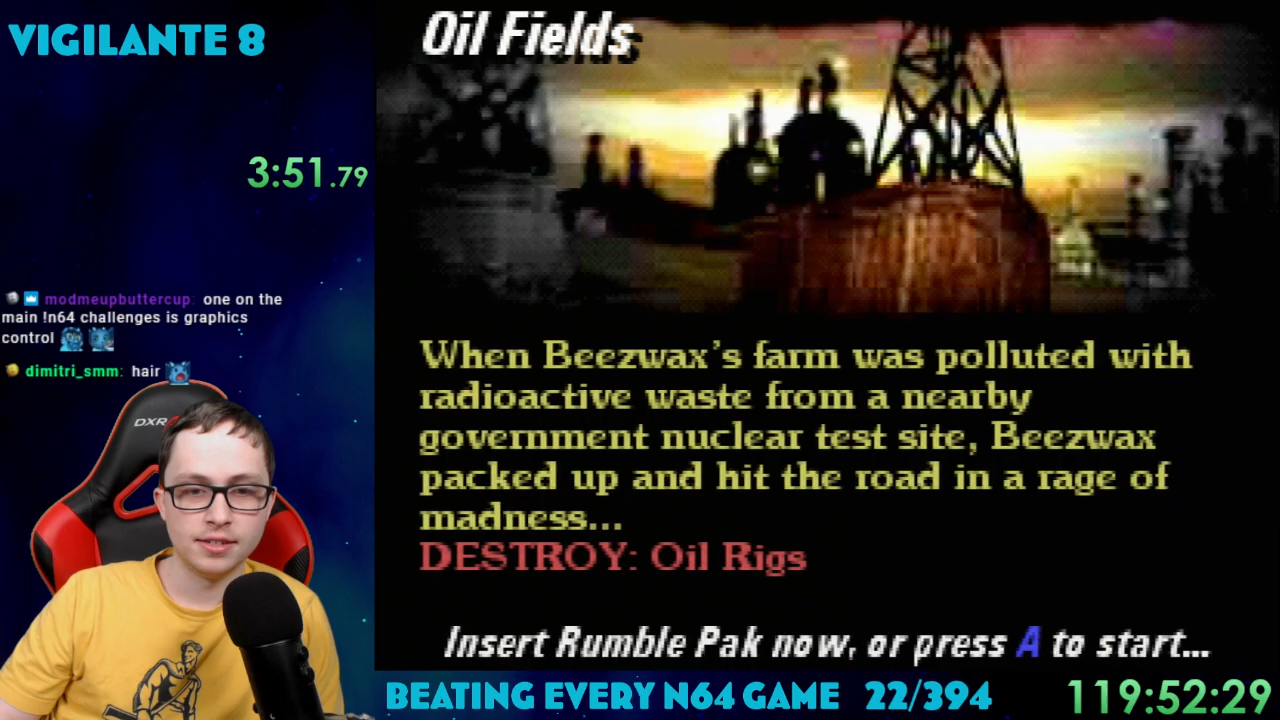 VIGILANTE 8
3:51.79
modmeupbuttercup: one on the
main !n64 challenges is graphics
control
dimitri_smm: hair
DXR
Oil Fields
When Beezwax's farm was polluted with
radioactive waste from a nearby
government nuclear test site, Beezwax
packed up and hit the road in a rage of
madness...
DESTROY: Oil Rigs
Insert Rumble Pak now, or press A to start...
BEATING EVERY N64 GAME 22/394
119:52:29